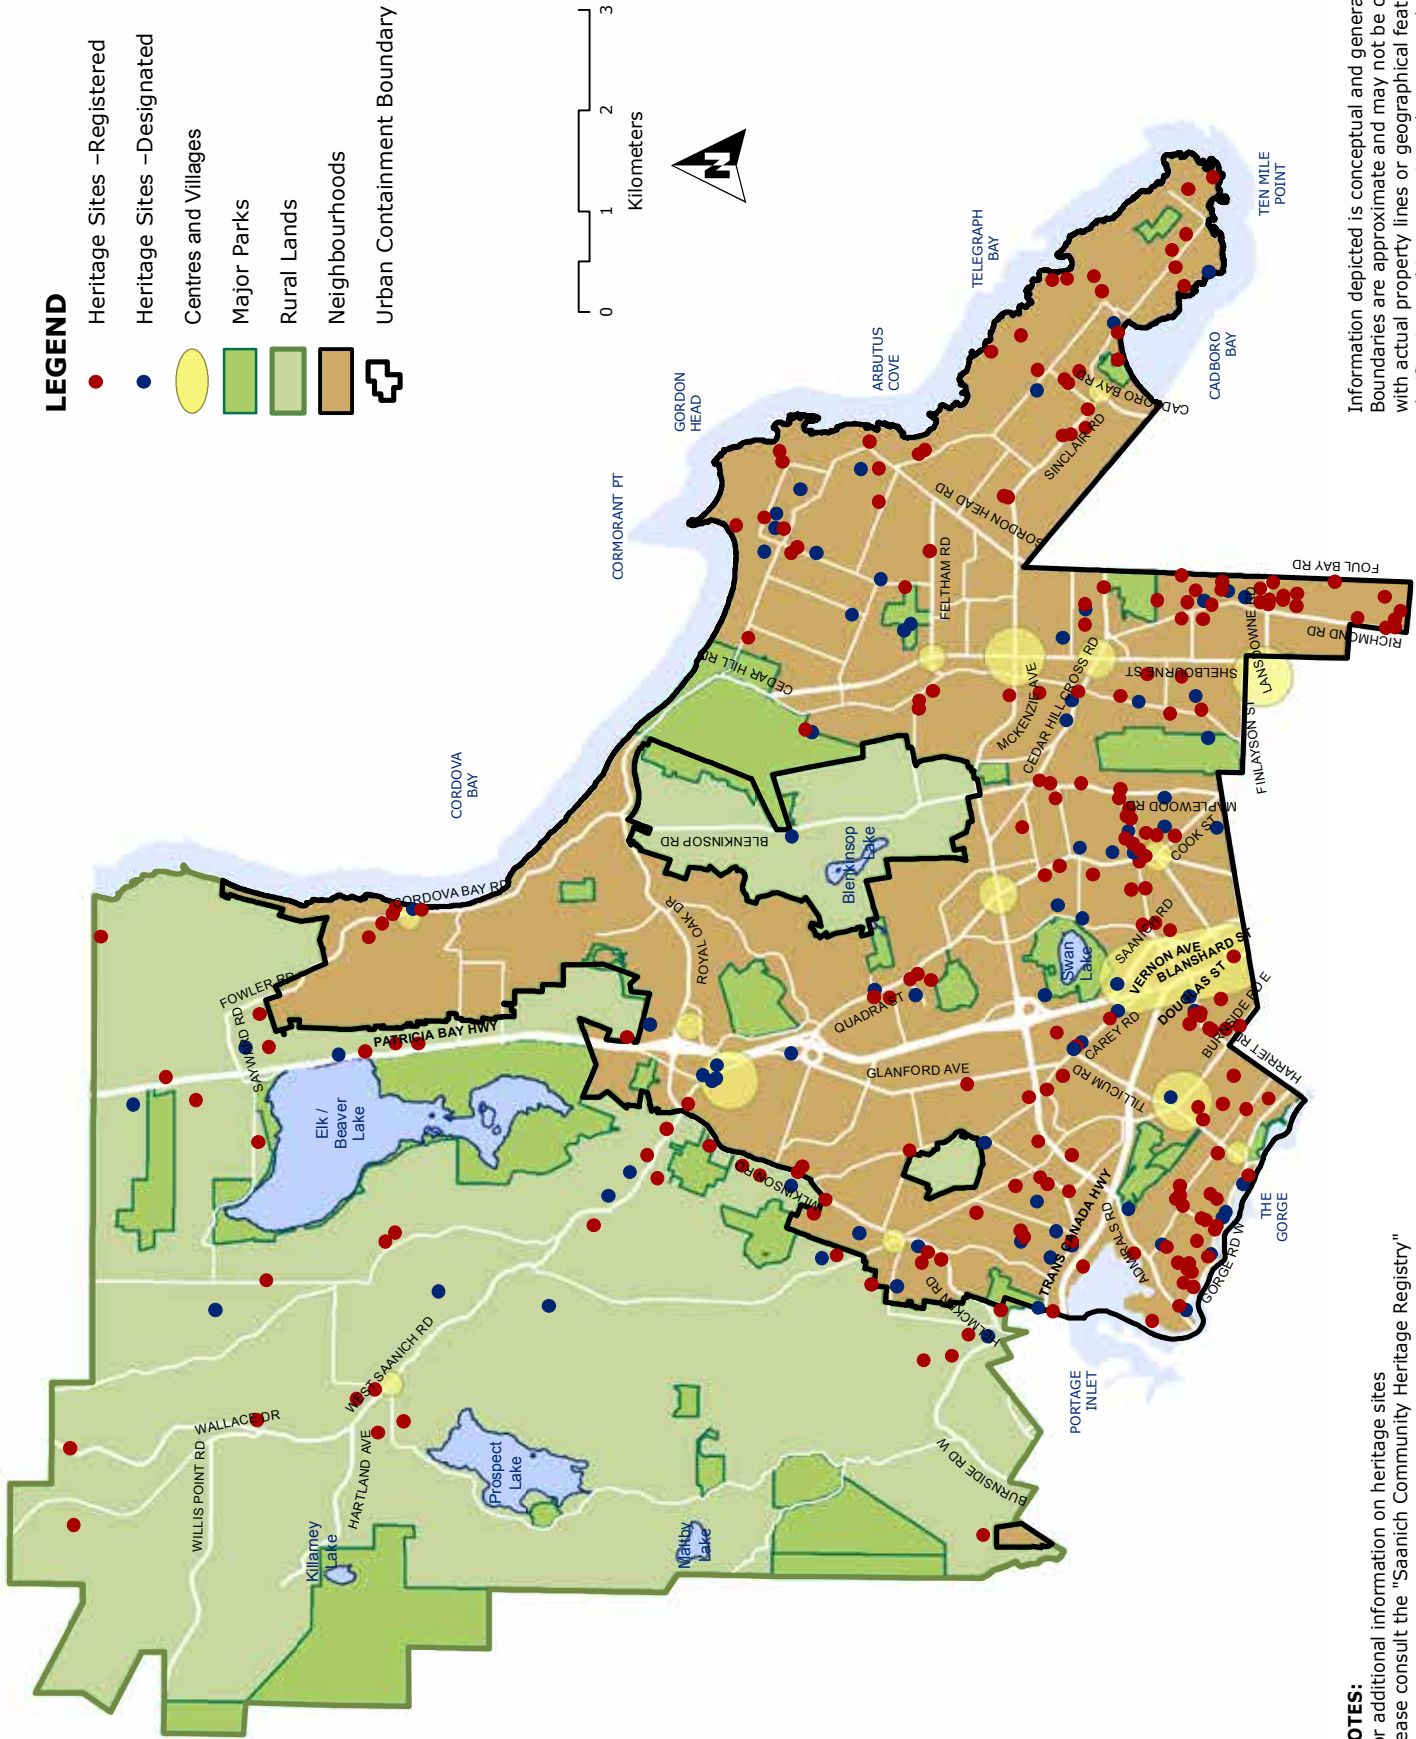 LEGEND
Heritage Sites –Registered
Heritage Sites –Designated
Centres and Villages
Major Parks
Rural Lands
Neighbourhoods
Urban Containment Boundary
0 1 2 3
Kilometers
N
CORDOVA
BAY
CORMORANT PT
GORDON
HEAD
ARBUTUS
COVE
TELEGRAPH
BAY
TEN MILE
POINT
CADBORO
BAY
THE
GORGE
PORTAGE
INLET
Elk /
Beaver
Lake
Prospect
Lake
Killarney
Lake
Maltby
Lake
Blenkinsop
Lake
Swan
Lake
WALLACE DR
WILLIS POINT RD
HARTLAND AVE
WEST SAANICH RD
SAYWARD RD
FOWLER RD
PATRICIA BAY HWY
CORDOVA BAY RD
ROYAL OAK DR
BLENKINSOP RD
CEDAR HILL RD
FELTHAM RD
GORDON HEAD RD
SINCLAIR RD
CADBORO BAY RD
MCKENZIE AVE
CEDAR HILL CROSS RD
SHELBOURNE ST
LANSDOWNE RD
FOUL BAY RD
RICHMOND RD
FINLAYSON ST
MAPLEWOOD RD
COOK ST
SAANICH RD
VERNON AVE
BLANSHARD ST
DOUGLAS ST
BURNSIDE RD E
HARRIET RD
CAREY RD
TILLICUM RD
QUADRA ST
GLANFORD AVE
WILKINSON RD
HELMCKEN RD
TRANS CANADA HWY
ADMIRALS RD
GORGE RD W
BURNSIDE RD W
OTES:
r additional information on heritage sites
ease consult the "Saanich Community Heritage Registry"
Information depicted is conceptual and genera
Boundaries are approximate and may not be c
with actual property lines or geographical feat